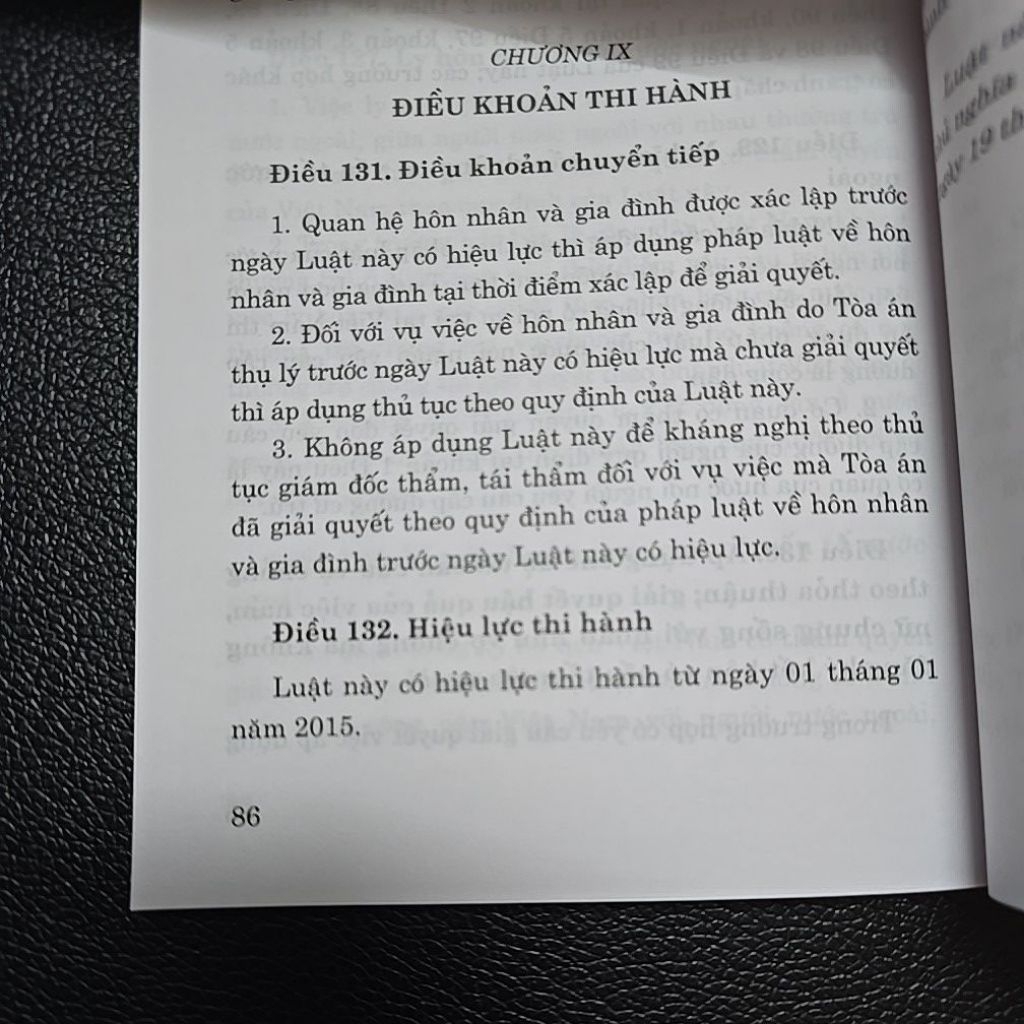 CHƯƠNG IX
ĐIỀU KHOẢN THI HÀNH
Điều 131. Điều khoản chuyển tiếp
1. Quan hệ hôn nhân và gia đình được xác lập trước
ngày Luật này có hiệu lực thì áp dụng pháp luật về hôn
nhân và gia đình tại thời điểm xác lập để giải quyết.
2. Đối với vụ việc về hôn nhân và gia đình do Tòa án
thụ lý trước ngày Luật này có hiệu lực mà chưa giải quyết
thì áp dụng thủ tục theo quy định của Luật này.
3. Không áp dụng Luật này để kháng nghị theo thủ
tục giám đốc thẩm, tái thẩm đối với vụ việc mà Tòa án
đã giải quyết theo quy định của pháp luật về hôn nhân
và gia đình trước ngày Luật này có hiệu lực.
Điều 132. Hiệu lực thi hành
Luật này có hiệu lực thi hành từ ngày 01 tháng 01
năm 2015.
86
Luật
nghĩa
19